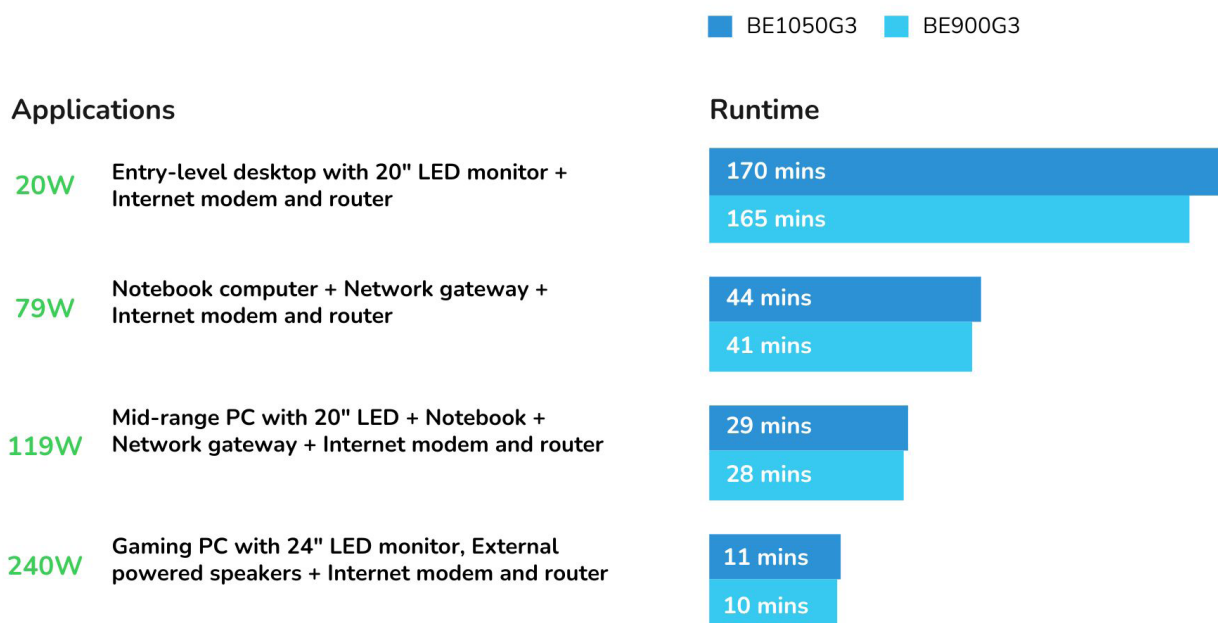 BE1050G3 BE900G3
Applications Runtime
20W
Entry-level desktop with 20" LED monitor +
Internet modem and router
170 mins
165 mins
79W
Notebook computer + Network gateway +
Internet modem and router
44 mins
41 mins
119W
Mid-range PC with 20" LED + Notebook +
Network gateway + Internet modem and router
29 mins
28 mins
240W
Gaming PC with 24" LED monitor, External
powered speakers + Internet modem and router
11 mins
10 mins